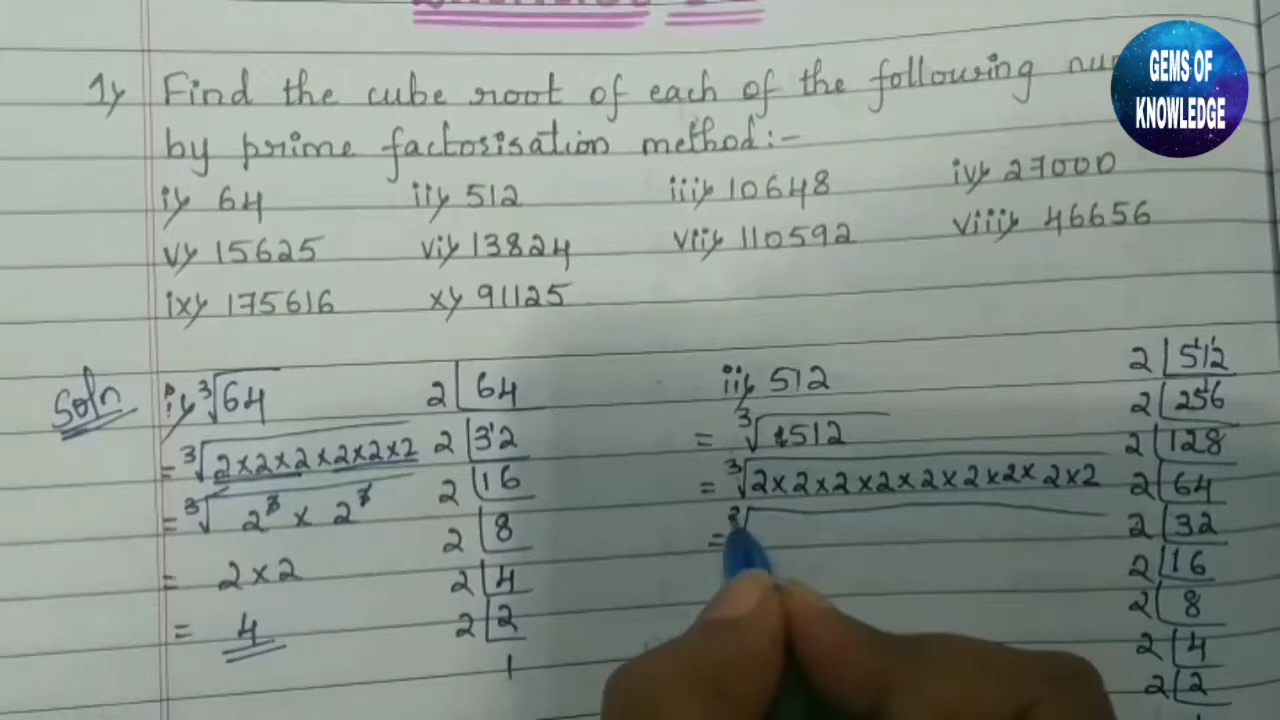 GEMS OF
KNOWLEDGE
1) Find the cube root of each of the following
by prime factorisation method:-
i) 64 ii) 512 iii) 10648 iv) 27000
v) 15625 vi) 13824 vii) 110592 viii) 46656
ix) 175616 x) 91125
Soln i) ∛64
= ∛2×2×2×2×2×2
= ∛2³ × 2³
= 2×2
= 4
2 | 64
2 | 32
2 | 16
2 | 8
2 | 4
2 | 2
1
ii) 512
= ∛512
= ∛2×2×2×2×2×2×2×2×2
= ∛
2 | 512
2 | 256
2 | 128
2 | 64
2 | 32
2 | 16
2 | 8
2 | 4
2 | 2